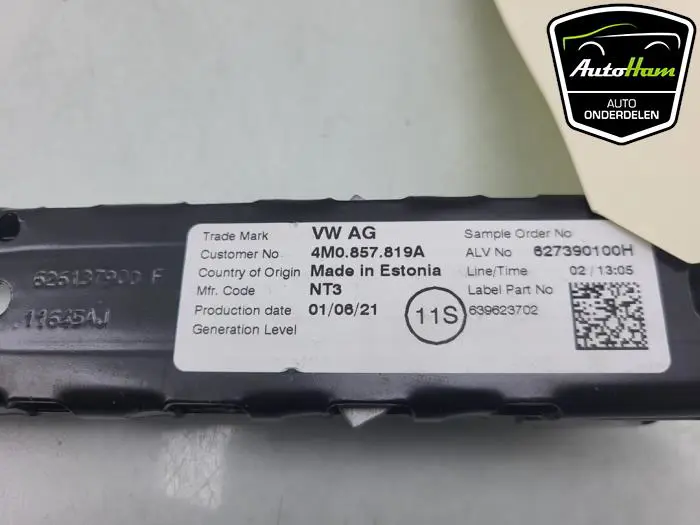 AutoHam
AUTO
ONDERDELEN
Trade Mark VW AG Sample Order No
Customer No. 4M0.857.819A ALV No 627390100H
Country of Origin Made in Estonia Line/Time 02 / 13:05
Mfr. Code NT3 Label Part No
Production date 01/06/21 11S 639623702
Generation Level
626137900 F
11645AJ